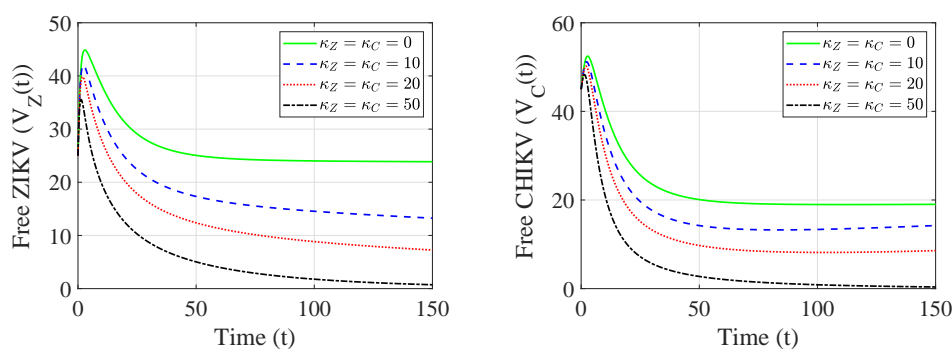 50
40
30
20
10
0
Free ZIKV (V_Z(t))
0 50 100 150
Time (t)
κ_Z = κ_C = 0
κ_Z = κ_C = 10
κ_Z = κ_C = 20
κ_Z = κ_C = 50
60
40
20
0
Free CHIKV (V_C(t))
0 50 100 150
Time (t)
κ_Z = κ_C = 0
κ_Z = κ_C = 10
κ_Z = κ_C = 20
κ_Z = κ_C = 50